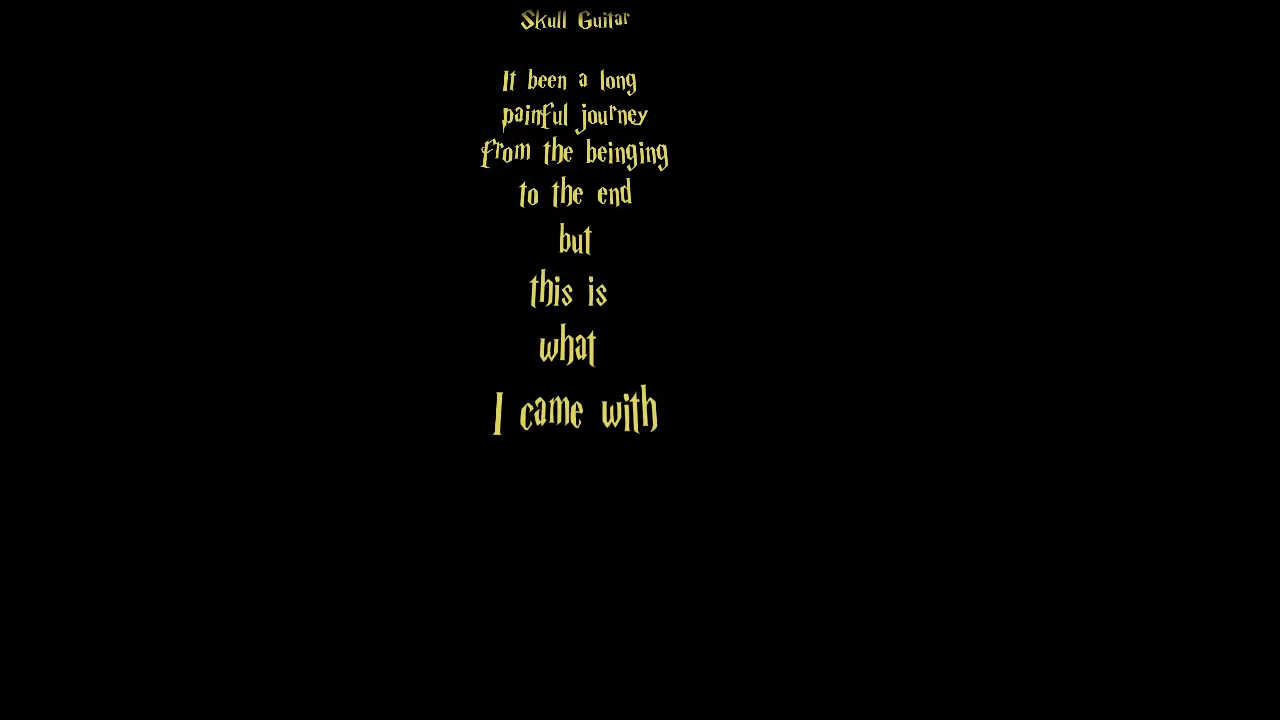 Skull Guitar
It been a long
painful journey
from the beinging
to the end
but
this is
what
I came with